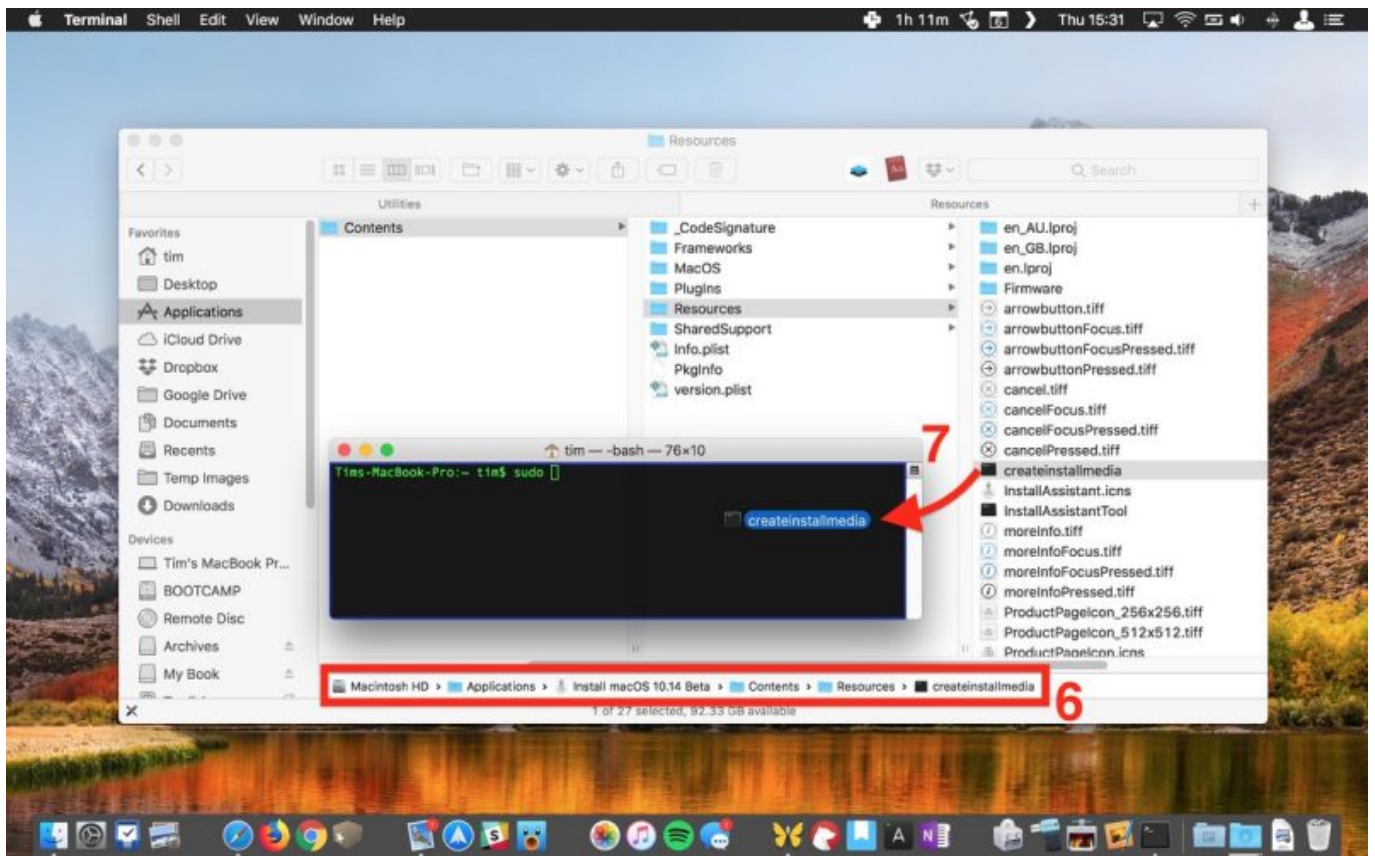 Terminal Shell Edit View Window Help 1h 11m 6 Thu 15:31
Resources
Search
Utilities Resources +
Favorites
tim
Desktop
Applications
iCloud Drive
Dropbox
Google Drive
Documents
Recents
Temp Images
Downloads
Devices
Tim's MacBook Pr...
BOOTCAMP
Remote Disc
Archives
My Book
Contents
_CodeSignature
Frameworks
MacOS
PlugIns
Resources
SharedSupport
Info.plist
PkgInfo
version.plist
en_AU.lproj
en_GB.lproj
en.lproj
Firmware
arrowbutton.tiff
arrowbuttonFocus.tiff
arrowbuttonFocusPressed.tiff
arrowbuttonPressed.tiff
cancel.tiff
cancelFocus.tiff
cancelFocusPressed.tiff
cancelPressed.tiff
createinstallmedia
InstallAssistant.icns
InstallAssistantTool
moreInfo.tiff
moreInfoFocus.tiff
moreInfoFocusPressed.tiff
moreInfoPressed.tiff
ProductPageIcon_256x256.tiff
ProductPageIcon_512x512.tiff
ProductPageIcon.icns
tim — -bash — 76×10
Tims-MacBook-Pro:~ tim$ sudo
createinstallmedia
7
Macintosh HD › Applications › Install macOS 10.14 Beta › Contents › Resources › createinstallmedia
6
1 of 27 selected, 92.33 GB available